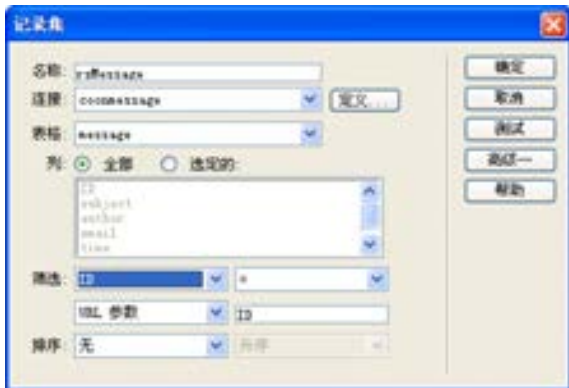 记录集
名称: rsMessage
确定
连接: connmessage
定义...
取消
表格: message
测试
列: 全部 选定的:
高级...
ID
帮助
subject
author
email
time
筛选: ID =
URL 参数 ID
排序: 无 升序